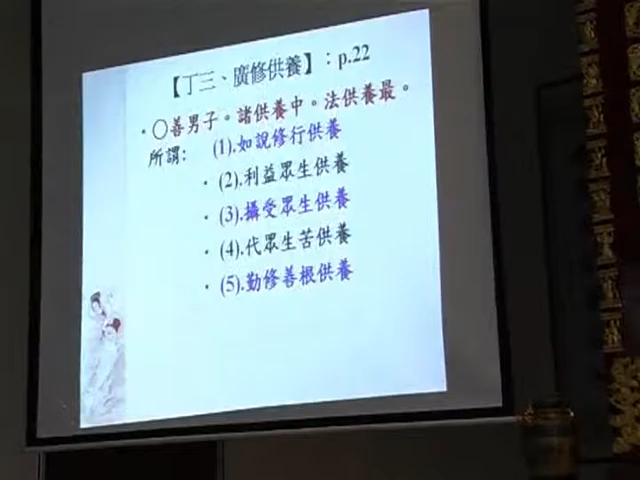 【丁三、廣修供養】：p.22
•○善男子。諸供養中。法供養最。
所謂: (1).如說修行供養
•(2).利益眾生供養
•(3).攝受眾生供養
•(4).代眾生苦供養
•(5).勤修善根供養